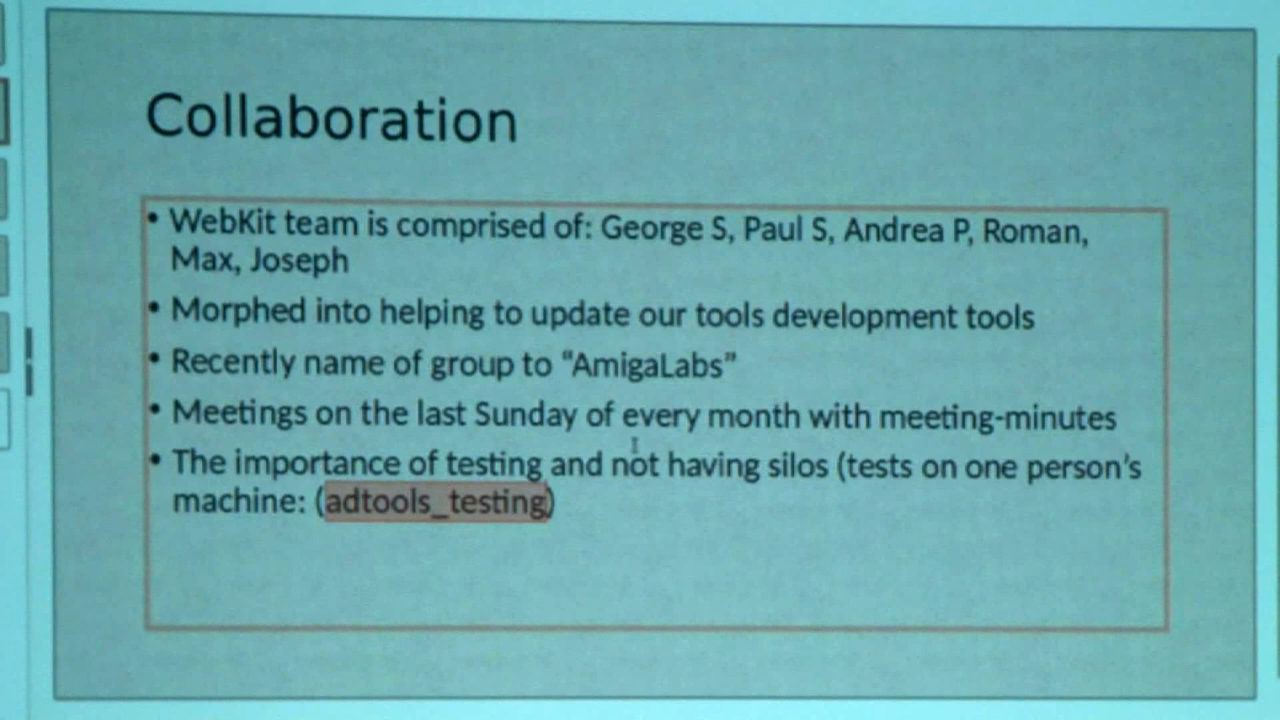 Collaboration
• WebKit team is comprised of: George S, Paul S, Andrea P, Roman,
Max, Joseph
• Morphed into helping to update our tools development tools
• Recently name of group to “AmigaLabs”
• Meetings on the last Sunday of every month with meeting-minutes
• The importance of testing and not having silos (tests on one person’s
machine: (adtools_testing)